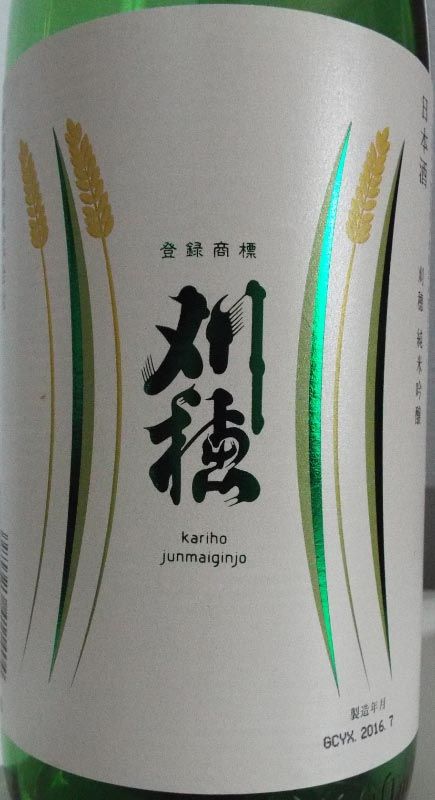 登録商標
刈穂
kariho
junmaiginjo
日本酒 刈穂 純米吟醸
製造年月
GCYX. 2016. 7